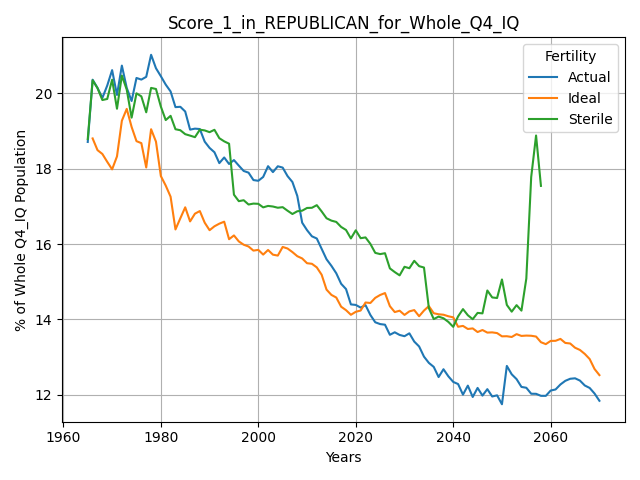 Score_1_in_REPUBLICAN_for_Whole_Q4_IQ
% of Whole Q4_IQ Population
20
18
16
14
12
Fertility
Actual
Ideal
Sterile
1960 1980 2000 2020 2040 2060
Years